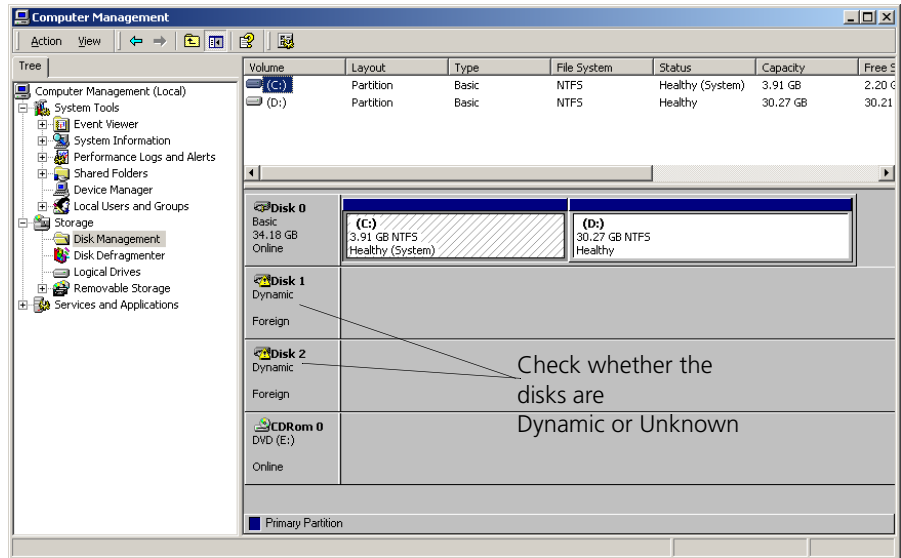 Computer Management
Action View
Tree
Computer Management (Local)
System Tools
Event Viewer
System Information
Performance Logs and Alerts
Shared Folders
Device Manager
Local Users and Groups
Storage
Disk Management
Disk Defragmenter
Logical Drives
Removable Storage
Services and Applications
Volume Layout Type File System Status Capacity Free S
(C:) Partition Basic NTFS Healthy (System) 3.91 GB 2.20 G
(D:) Partition Basic NTFS Healthy 30.27 GB 30.21
Disk 0
Basic
34.18 GB
Online
(C:)
3.91 GB NTFS
Healthy (System)
(D:)
30.27 GB NTFS
Healthy
Disk 1
Dynamic
Foreign
Disk 2
Dynamic
Foreign
Check whether the
disks are
Dynamic or Unknown
CDRom 0
DVD (E:)
Online
Primary Partition